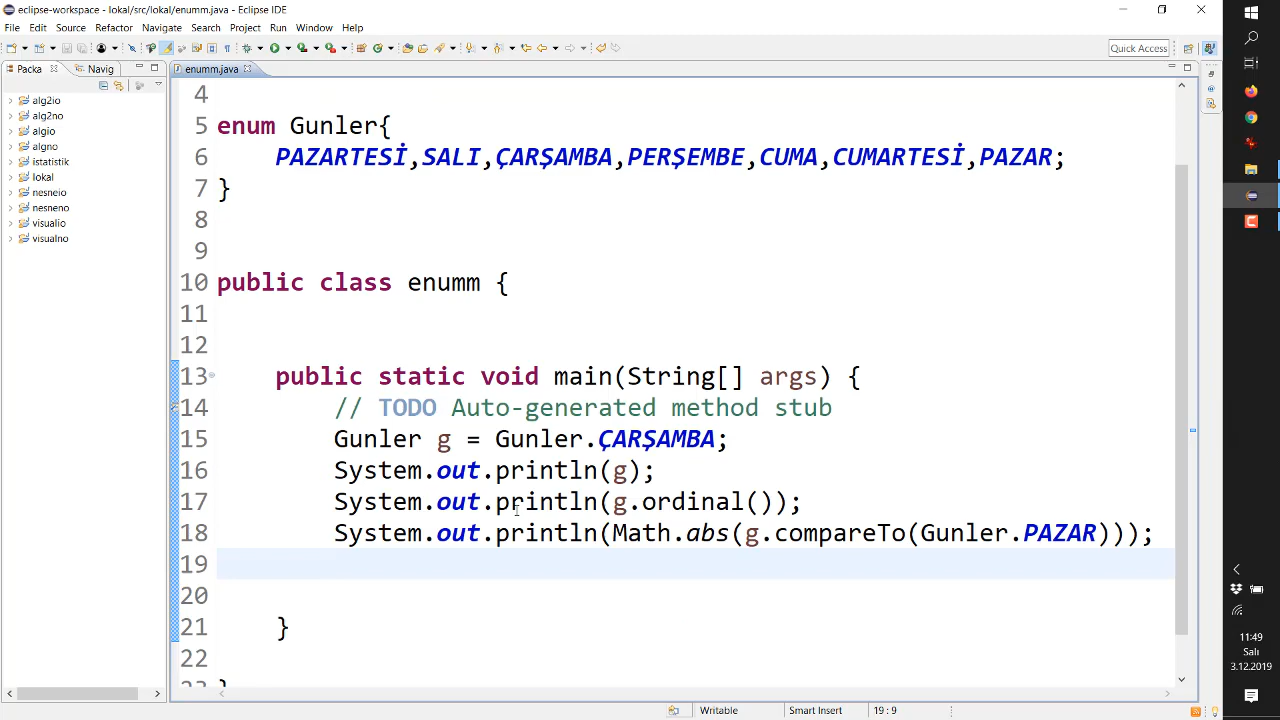 eclipse-workspace - lokal/src/lokal/enumm.java - Eclipse IDE
File Edit Source Refactor Navigate Search Project Run Window Help
Quick Access
Packa Navig
enumm.java
alg2io
alg2no
algio
algno
istatistik
lokal
nesneio
nesneno
visualio
visualno
4
5 enum Gunler{
6 PAZARTESİ,SALI,ÇARŞAMBA,PERŞEMBE,CUMA,CUMARTESİ,PAZAR;
7 }
8
9
10 public class enumm {
11
12
13 public static void main(String[] args) {
14 // TODO Auto-generated method stub
15 Gunler g = Gunler.ÇARŞAMBA;
16 System.out.println(g);
17 System.out.println(g.ordinal());
18 System.out.println(Math.abs(g.compareTo(Gunler.PAZAR)));
19
20
21 }
22
23 }
Writable Smart Insert 19 : 9
11:49
Salı
3.12.2019